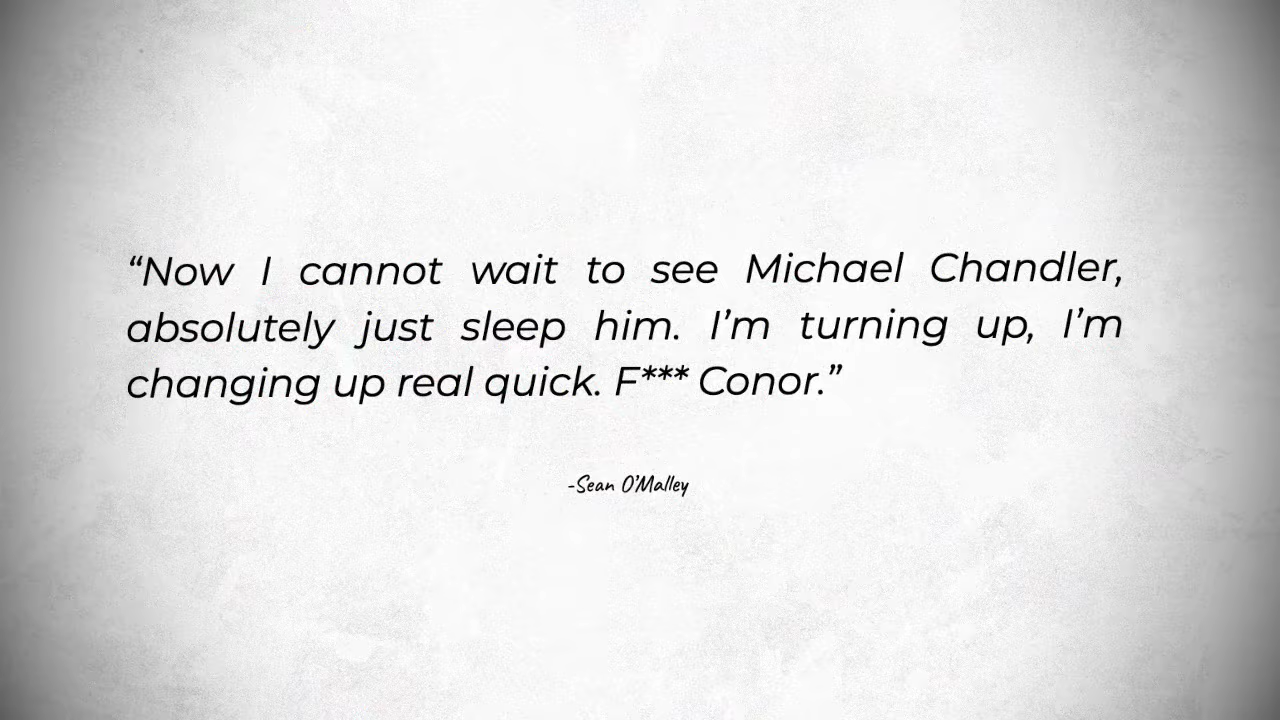 “Now I cannot wait to see Michael Chandler,
absolutely just sleep him. I’m turning up, I’m
changing up real quick. F*** Conor.”
-Sean O’Malley